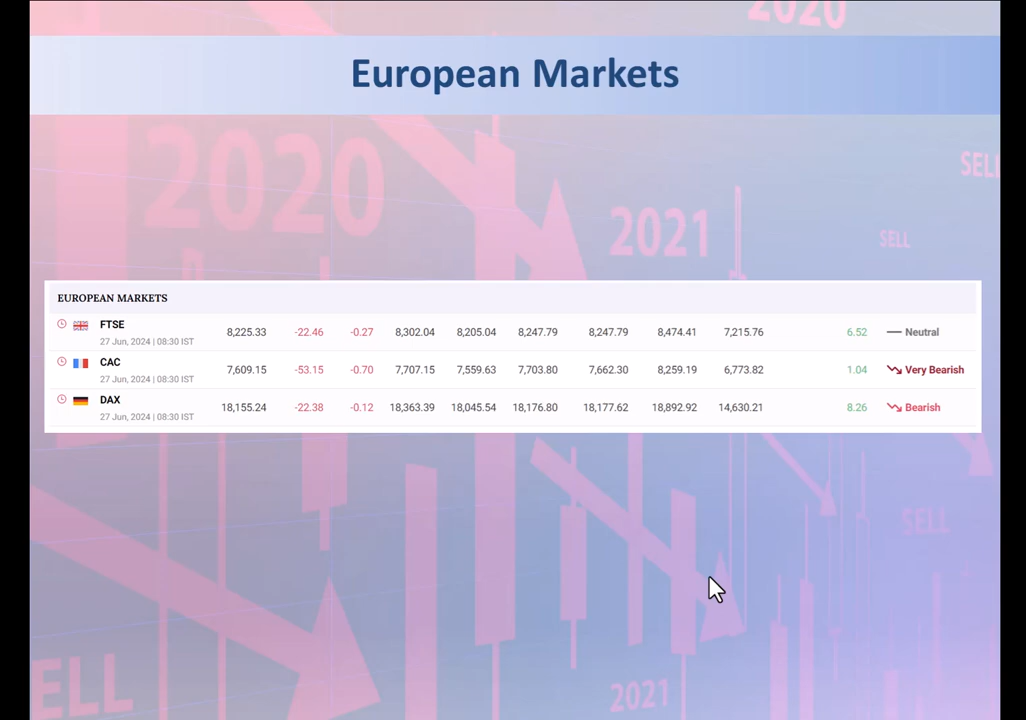 2020
European Markets
2020
SELL
2021
SELL
EUROPEAN MARKETS
FTSE 8,225.33 -22.46 -0.27 8,302.04 8,205.04 8,247.79 8,247.79 8,474.41 7,215.76 6.52 Neutral
27 Jun, 2024 | 08:30 IST
CAC 7,609.15 -53.15 -0.70 7,707.15 7,559.63 7,703.80 7,662.30 8,259.19 6,773.82 1.04 Very Bearish
27 Jun, 2024 | 08:30 IST
DAX 18,155.24 -22.38 -0.12 18,363.39 18,045.54 18,176.80 18,177.62 18,892.92 14,630.21 8.26 Bearish
27 Jun, 2024 | 08:30 IST
SELL
SELL
2021